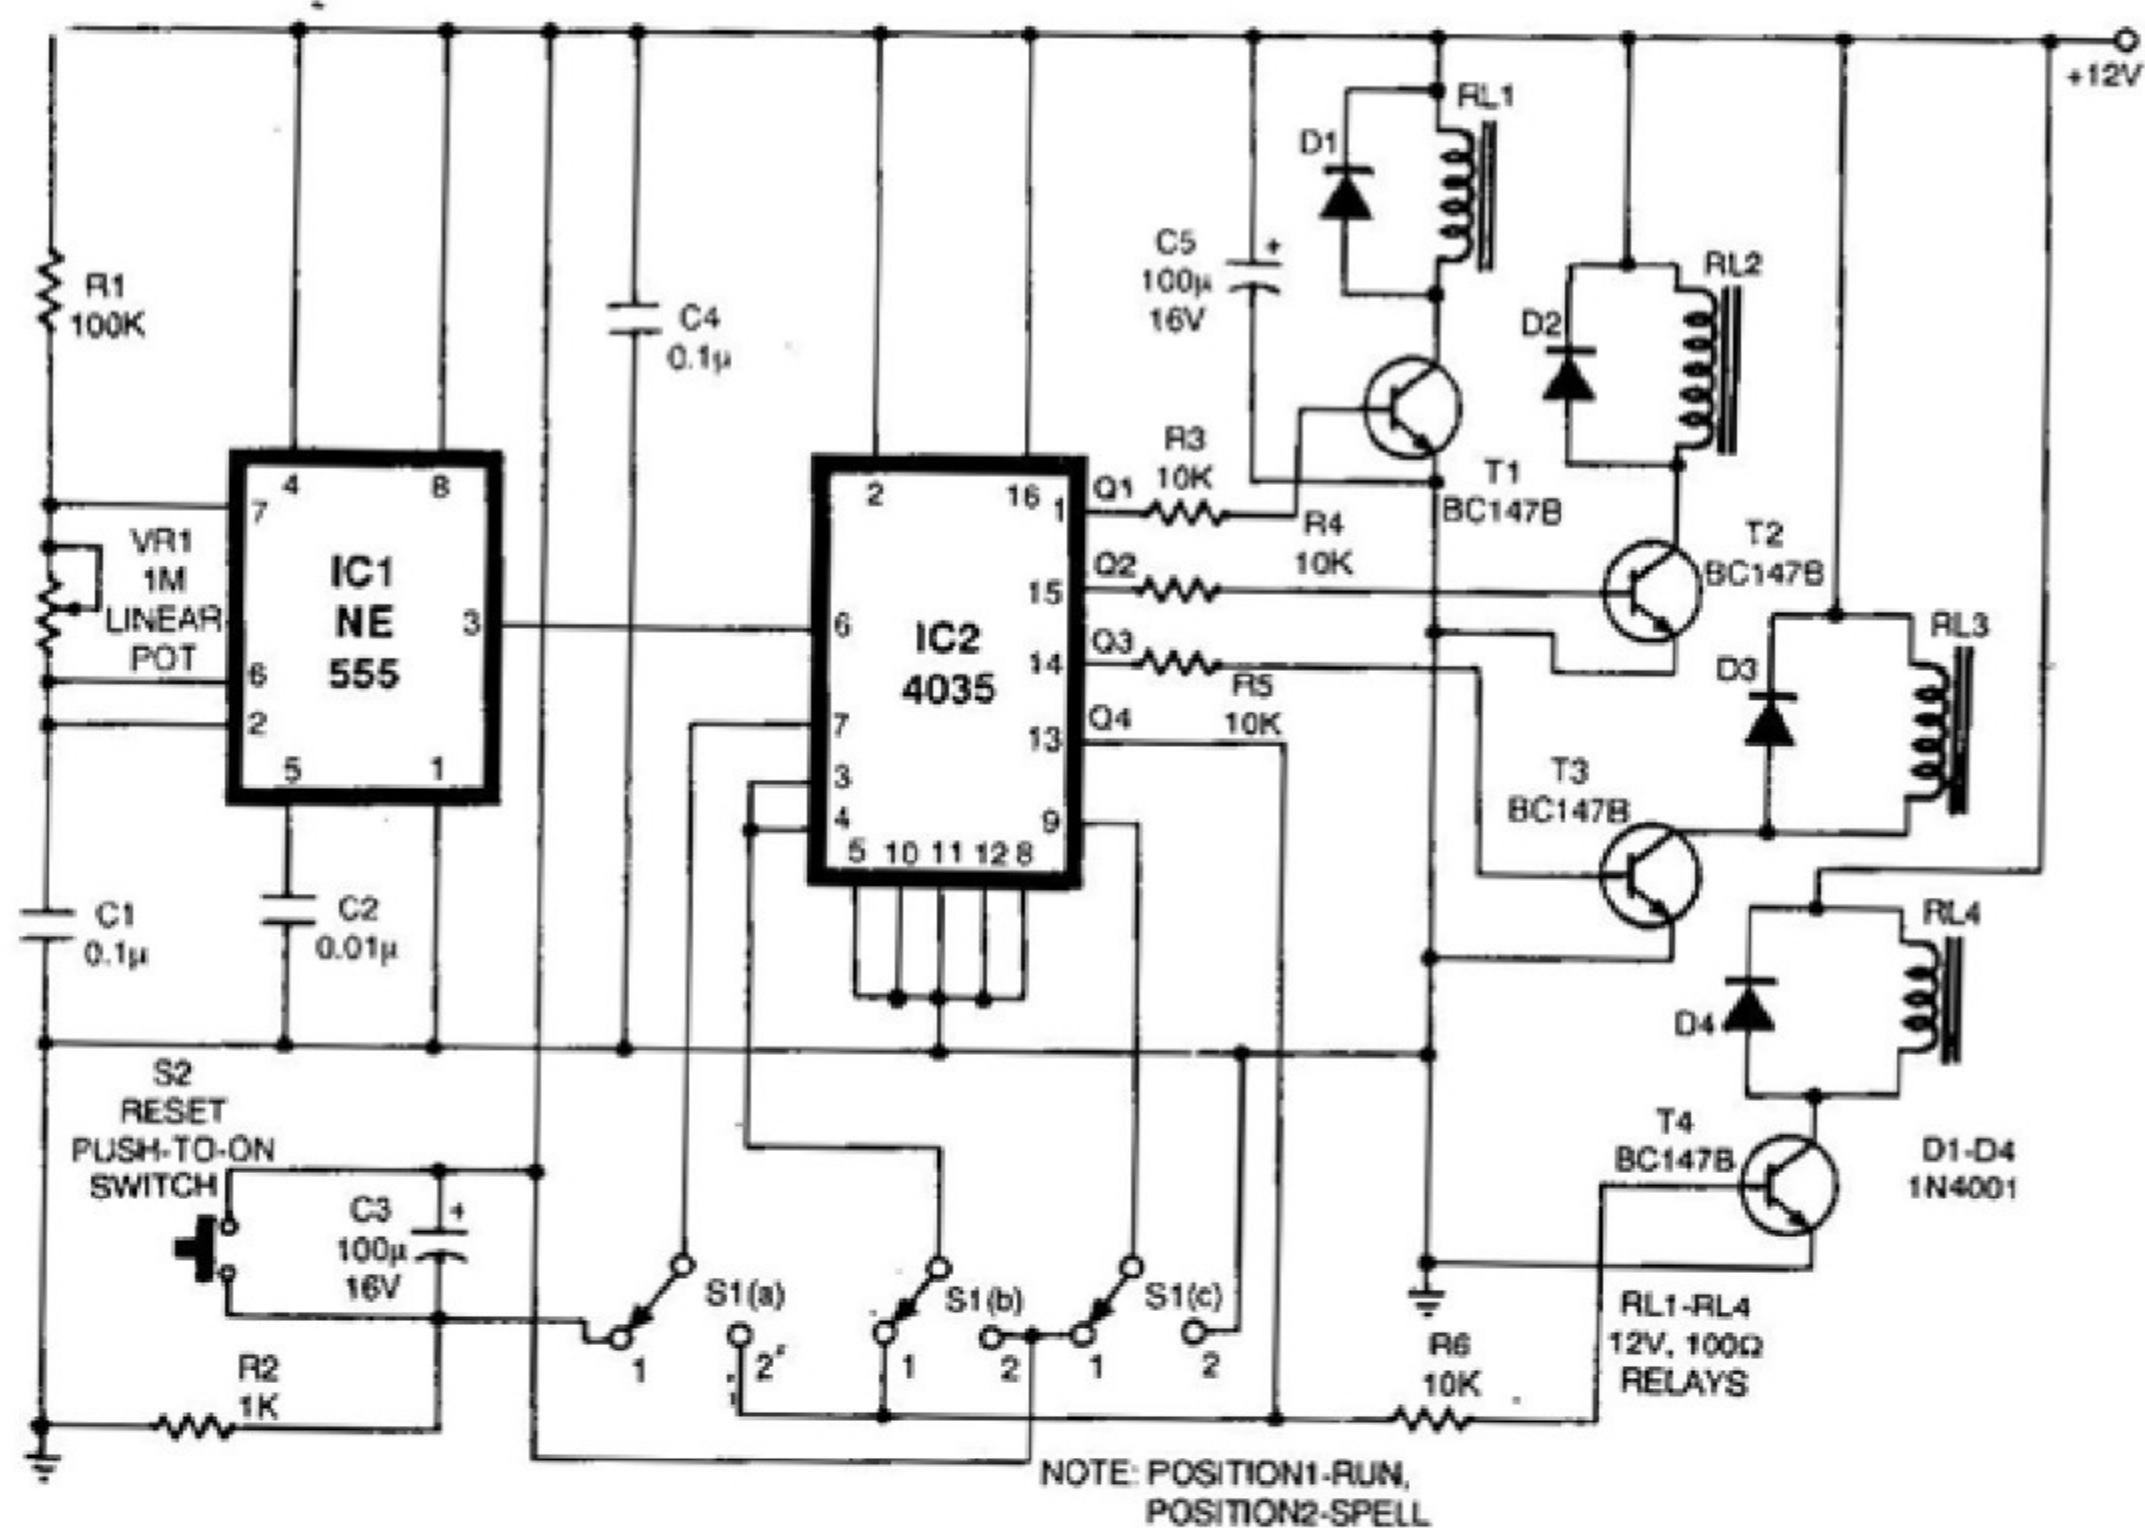 +12V
RL1
D1
C5
100µ
16V
+
R1
100K
C4
0.1µ
RL2
D2
R3
10K
T1
BC147B
R4
10K
T2
BC147B
4
8
7
VR1
1M
LINEAR
POT
IC1
NE
555
3
6
2
5
1
2
16
1
Q1
15
Q2
14
Q3
13
Q4
6
IC2
4035
7
3
4
9
5 10 11 12 8
R5
10K
RL3
D3
T3
BC147B
C1
0.1µ
C2
0.01µ
RL4
D4
S2
RESET
PUSH-TO-ON
SWITCH
T4
BC147B
D1-D4
1N4001
C3
100µ
16V
+
S1(a)
1
2
S1(b)
1
2
S1(c)
1
2
R2
1K
R6
10K
RL1-RL4
12V, 100Ω
RELAYS
NOTE: POSITION1-RUN,
POSITION2-SPELL